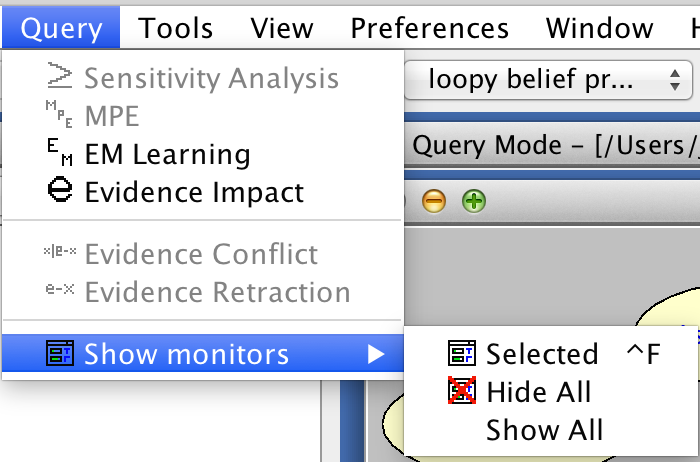 Query Tools View Preferences Window
Sensitivity Analysis
loopy belief pr...
MPE
EM Learning
Query Mode – [/Users/
Evidence Impact
Evidence Conflict
Evidence Retraction
Show monitors
Selected ^F
Hide All
Show All